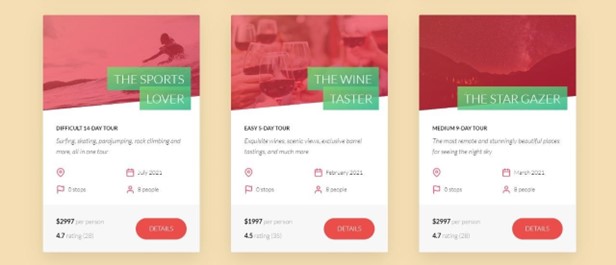 THE SPORTS
LOVER
DIFFICULT 14-DAY TOUR
Surfing, skating, parajumping, rock climbing and
more, all in one tour
July 2021
0 stops
8 people
$2997 per person
4.7 rating (28)
DETAILS
THE WINE
TASTER
EASY 5-DAY TOUR
Exquisite wines, scenic views, exclusive barrel
tastings, and much more
February 2021
0 stops
8 people
$1997 per person
4.5 rating (35)
DETAILS
THE STAR GAZER
MEDIUM 9-DAY TOUR
The most remote and stunningly beautiful places
for seeing the night sky
March 2021
0 stops
8 people
$2997 per person
4.7 rating (28)
DETAILS